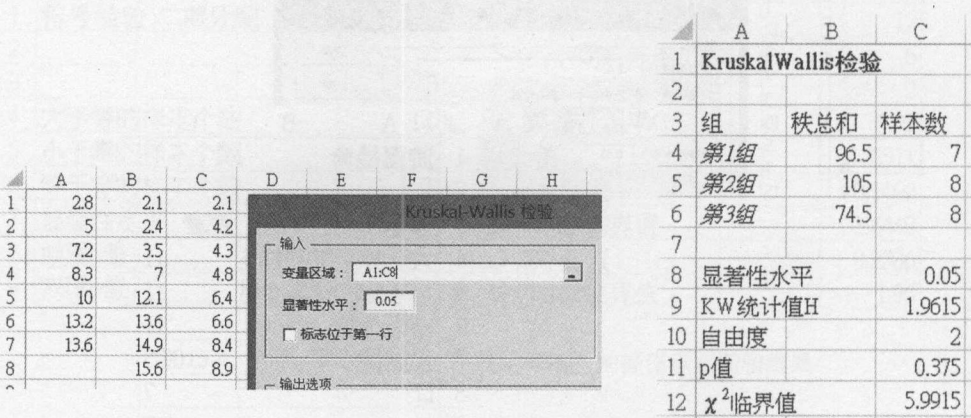 A B C D E F G H
1 2.8 2.1 2.1
2 5 2.4 4.2
3 7.2 3.5 4.3
4 8.3 7 4.8
5 10 12.1 6.4
6 13.2 13.6 6.6
7 13.6 14.9 8.4
8 15.6 8.9
Kruskal-Wallis 检验
输入
变量区域： A1:C8
显著性水平： 0.05
标志位于第一行
输出选项
A B C
1 KruskalWallis检验
2
3 组 秩总和 样本数
4 第1组 96.5 7
5 第2组 105 8
6 第3组 74.5 8
7
8 显著性水平 0.05
9 KW统计值H 1.9615
10 自由度 2
11 p值 0.375
12 χ²临界值 5.9915